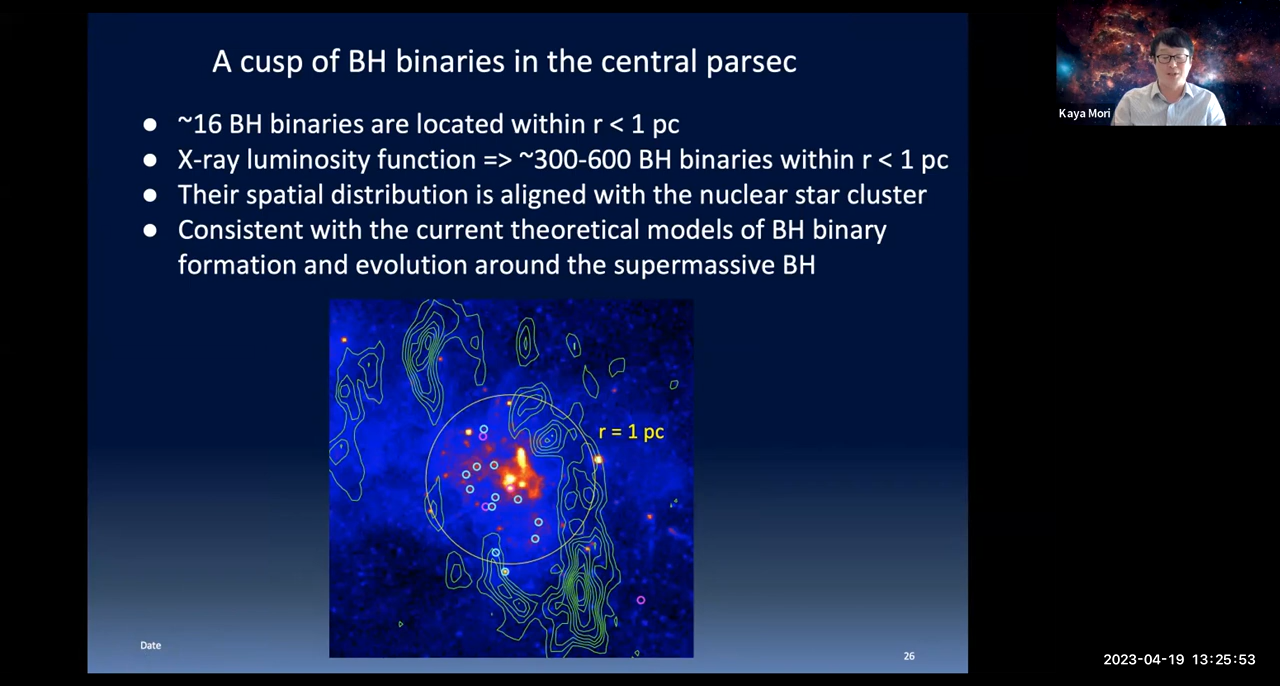 A cusp of BH binaries in the central parsec
● ~16 BH binaries are located within r < 1 pc
● X-ray luminosity function => ~300-600 BH binaries within r < 1 pc
● Their spatial distribution is aligned with the nuclear star cluster
● Consistent with the current theoretical models of BH binary
formation and evolution around the supermassive BH
r = 1 pc
Date
26
Kaya Mori
2023-04-19 13:25:53